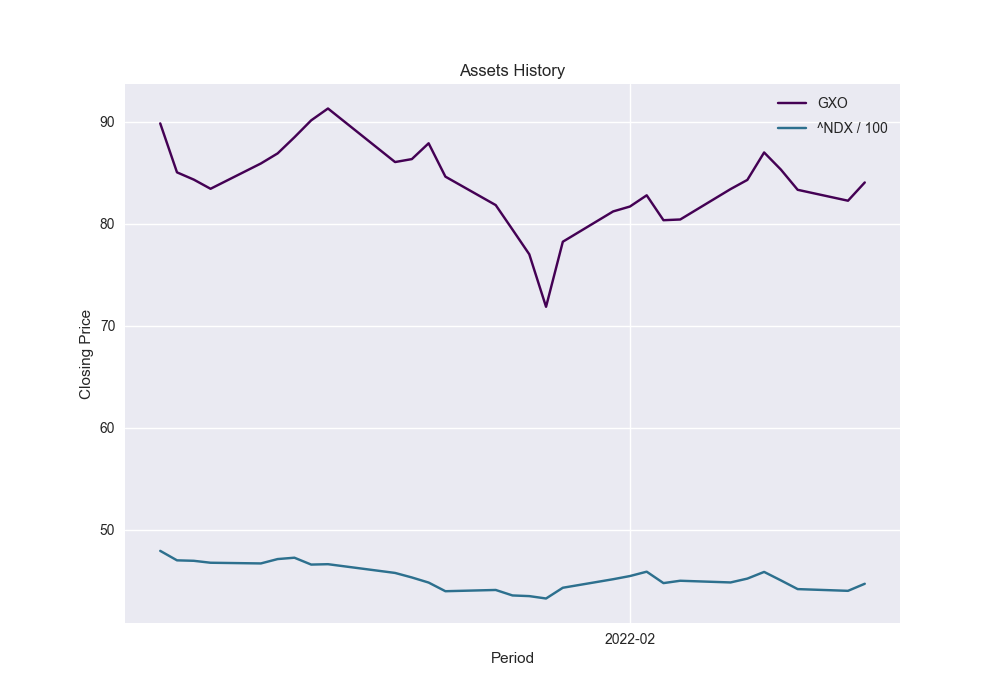 Assets History
GXO
^NDX / 100
90
80
70
60
50
Closing Price
2022-02
Period